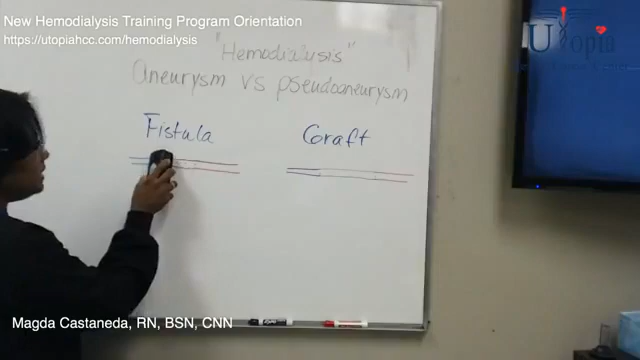 New Hemodialysis Training Program Orientation
https://utopiahcc.com/hemodialysis
Utopia
"Hemodialysis"
aneurysm vs pseudoaneurysm
Fistula Graft
Magda Castaneda, RN, BSN, CNN